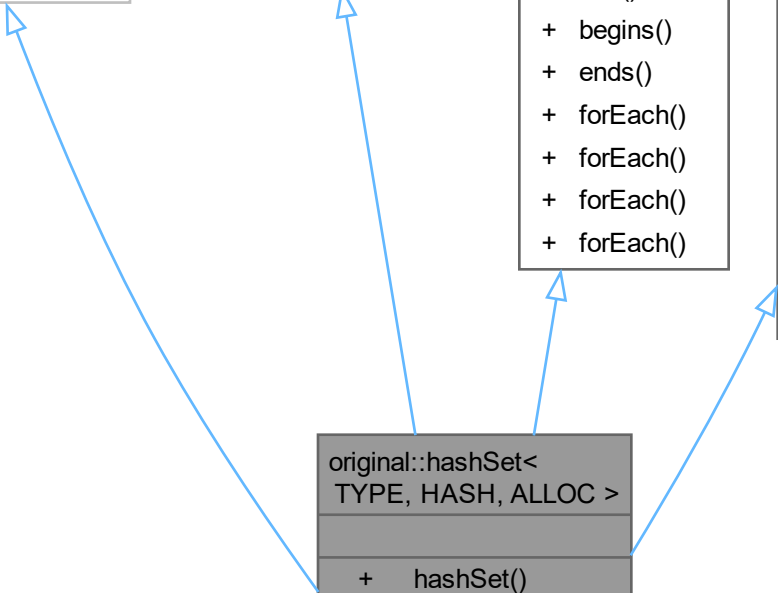 + begins()
+ ends()
+ forEach()
+ forEach()
+ forEach()
+ forEach()
original::hashSet<
TYPE, HASH, ALLOC >
+ hashSet()